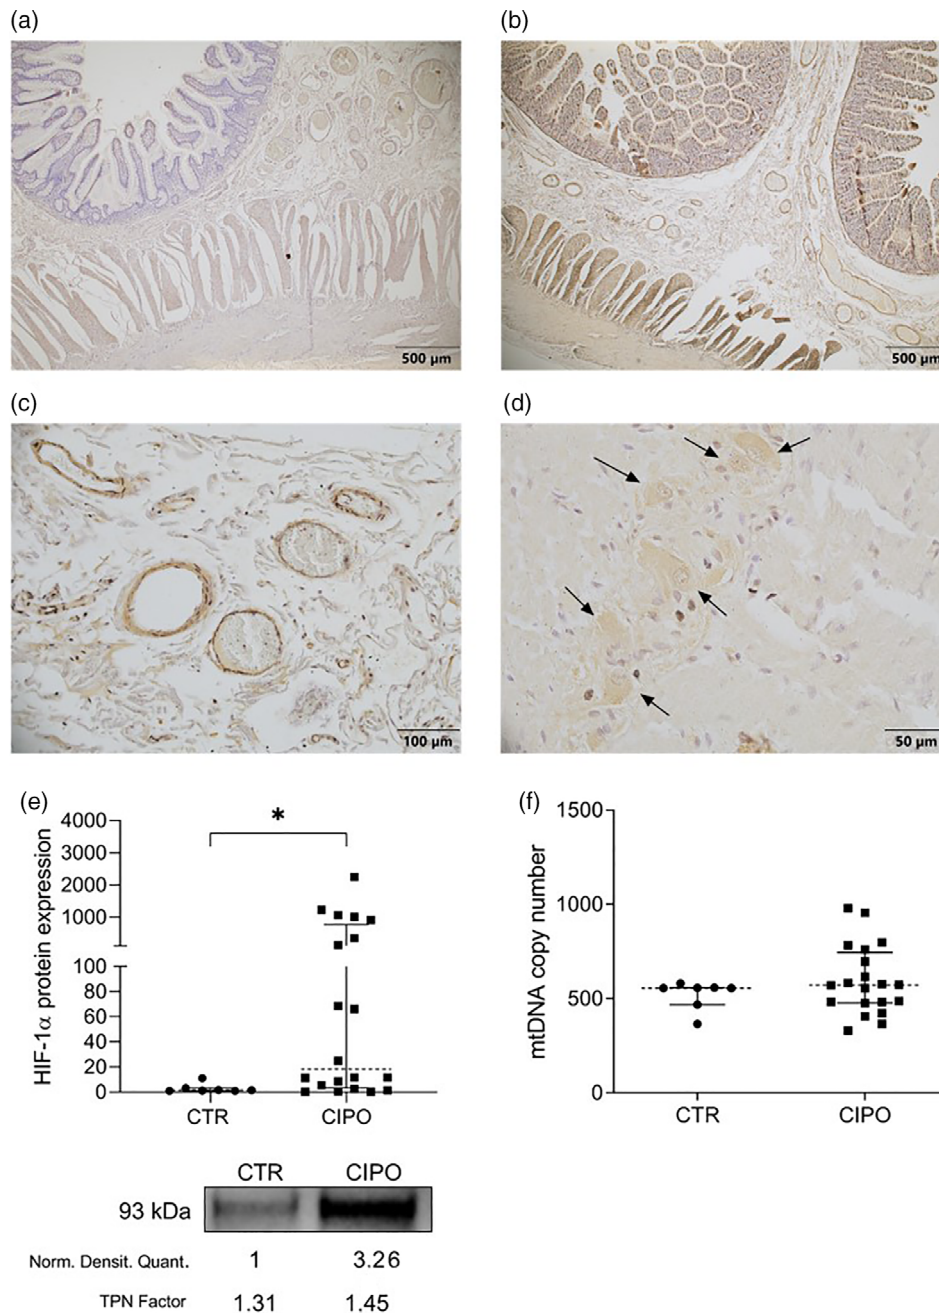 (a)
(b)
500 µm
500 µm
(c)
(d)
100 µm
50 µm
(e)
(f)
4000
3000
2000
1000
100
80
60
40
20
0
HIF-1α protein expression
*
CTR
CIPO
1500
1000
500
0
mtDNA copy number
CTR
CIPO
CTR
CIPO
93 kDa
Norm. Densit. Quant.
1
3.26
TPN Factor
1.31
1.45